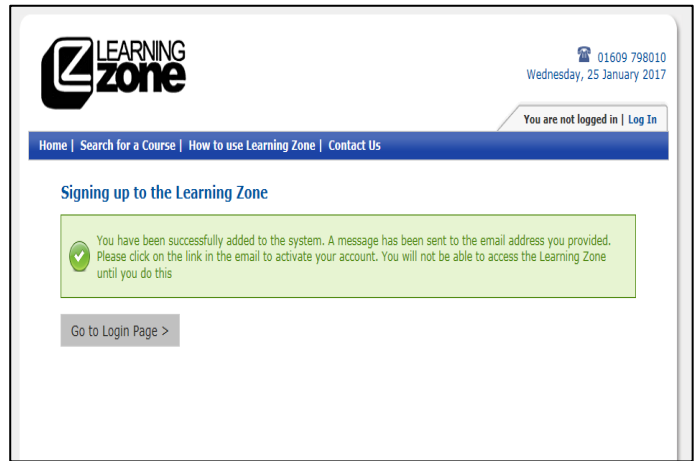 LEARNING
zone
01609 798010
Wednesday, 25 January 2017
You are not logged in | Log In
Home | Search for a Course | How to use Learning Zone | Contact Us
Signing up to the Learning Zone
You have been successfully added to the system. A message has been sent to the email address you provided.
Please click on the link in the email to activate your account. You will not be able to access the Learning Zone
until you do this
Go to Login Page >